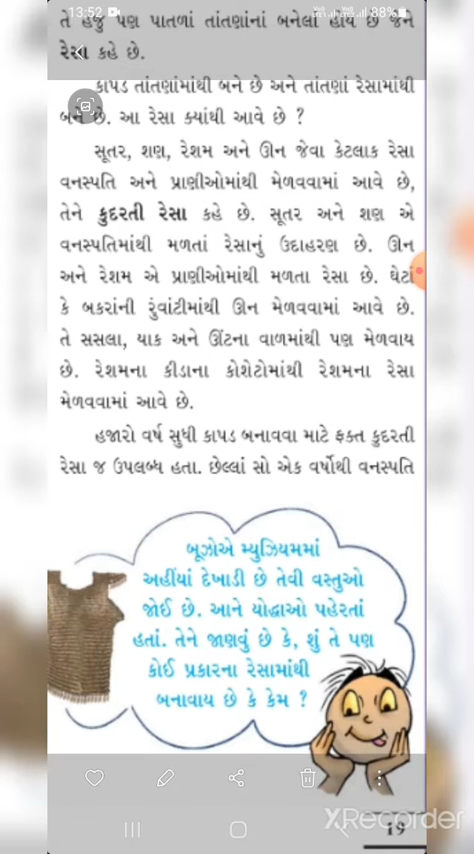 13:52
88%
તે હજુ પણ પાતળાં તાંતણાંનાં બનેલાં હોય છે જેને
રેસા કહે છે.
કાપડ તાંતણાંમાંથી બને છે અને તાંતણાં રેસામાંથી
બને છે. આ રેસા ક્યાંથી આવે છે ?
સૂતર, શણ, રેશમ અને ઊન જેવા કેટલાક રેસા
વનસ્પતિ અને પ્રાણીઓમાંથી મેળવવામાં આવે છે,
તેને કુદરતી રેસા કહે છે. સૂતર અને શણ એ
વનસ્પતિમાંથી મળતાં રેસાનું ઉદાહરણ છે. ઊન
અને રેશમ એ પ્રાણીઓમાંથી મળતા રેસા છે. ઘેટાં
કે બકરાંની રુંવાંટીમાંથી ઊન મેળવવામાં આવે છે.
તે સસલા, યાક અને ઊંટના વાળમાંથી પણ મેળવાય
છે. રેશમના કીડાના કોશેટોમાંથી રેશમના રેસા
મેળવવામાં આવે છે.
હજારો વર્ષ સુધી કાપડ બનાવવા માટે ફક્ત કુદરતી
રેસા જ ઉપલબ્ધ હતા. છેલ્લાં સો એક વર્ષોથી વનસ્પતિ
બૂઝોએ મ્યુઝિયમમાં
અહીંયાં દેખાડી છે તેવી વસ્તુઓ
જોઈ છે. આને યોદ્ધાઓ પહેરતાં
હતાં. તેને જાણવું છે કે, શું તે પણ
કોઈ પ્રકારના રેસામાંથી
બનાવાય છે કે કેમ ?
XRecorder
19